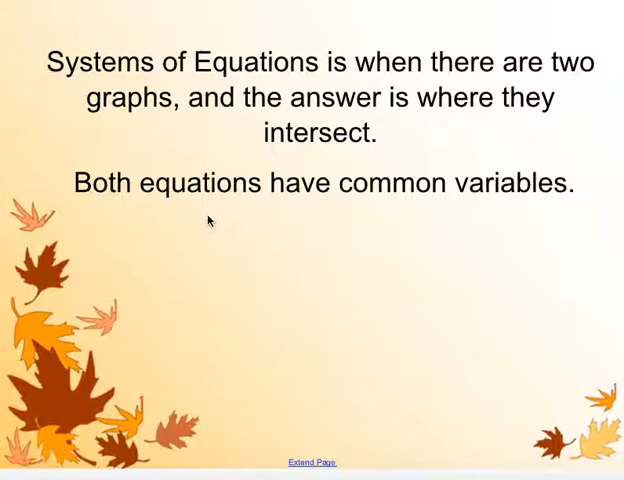 Systems of Equations is when there are two
graphs, and the answer is where they
intersect.
Both equations have common variables.
Extend Page